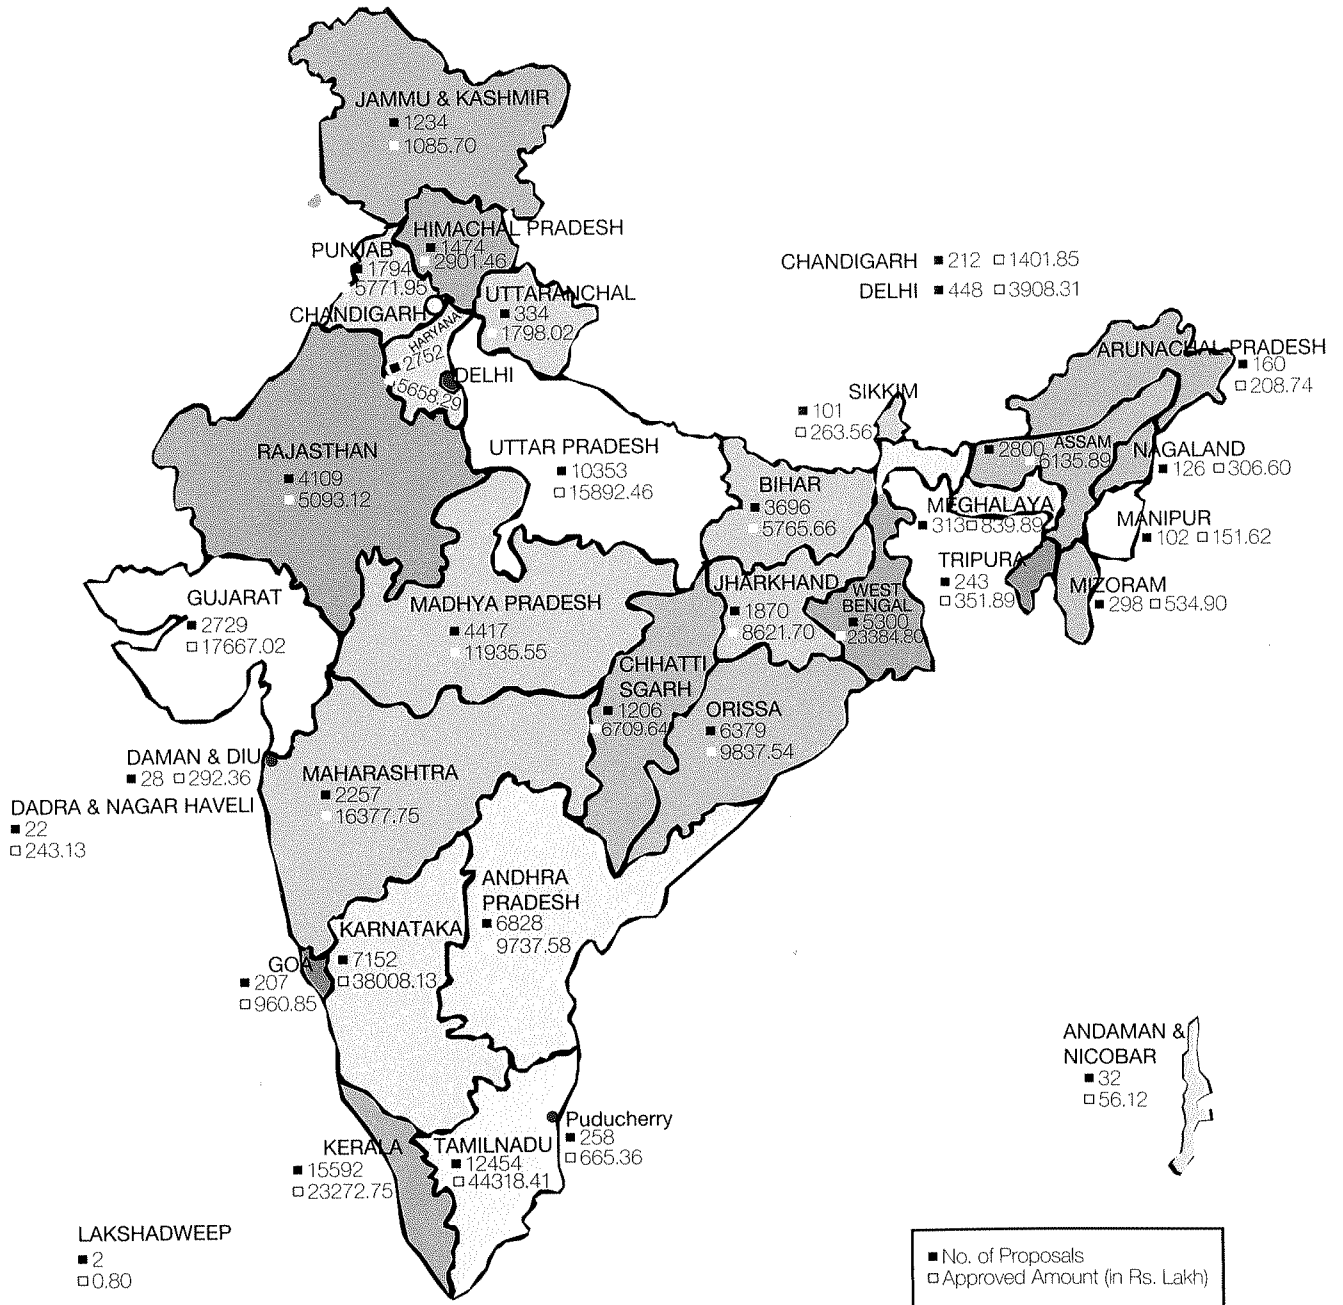 JAMMU & KASHMIR
■ 1234
□ 1085.70
HIMACHAL PRADESH
■ 1474
□ 2901.46
PUNJAB
■ 1794
5771.95
CHANDIGARH
UTTARANCHAL
■ 334
□ 1798.02
HARYANA
■ 2752
□ 5658.29
DELHI
CHANDIGARH ■ 212 □ 1401.85
DELHI ■ 448 □ 3908.31
ARUNACHAL PRADESH
■ 160
□ 208.74
SIKKIM
■ 101
□ 263.56
RAJASTHAN
■ 4109
□ 5093.12
UTTAR PRADESH
■ 10353
□ 15892.46
BIHAR
■ 3696
□ 5765.66
ASSAM
■ 2800
□ 6135.89
NAGALAND
■ 126 □ 306.60
MEGHALAYA
■ 313 □ 839.89
MANIPUR
■ 102 □ 151.62
TRIPURA
■ 243
□ 351.89
MIZORAM
■ 298 □ 534.90
GUJARAT
■ 2729
□ 17667.02
MADHYA PRADESH
■ 4417
□ 11935.55
JHARKHAND
■ 1870
□ 8621.70
WEST
BENGAL
■ 5300
□ 23384.80
CHHATTI
SGARH
■ 1206
□ 6709.64
ORISSA
■ 6379
□ 9837.54
DAMAN & DIU
■ 28 □ 292.36
DADRA & NAGAR HAVELI
■ 22
□ 243.13
MAHARASHTRA
■ 2257
□ 16377.75
ANDHRA
PRADESH
■ 6828
9737.58
KARNATAKA
■ 7152
□ 38008.13
GOA
■ 207
□ 960.85
ANDAMAN &
NICOBAR
■ 32
□ 56.12
Puducherry
■ 258
□ 665.36
KERALA
■ 15592
□ 23272.75
TAMILNADU
■ 12454
□ 44318.41
LAKSHADWEEP
■ 2
□ 0.80
■ No. of Proposals
□ Approved Amount (in Rs. Lakh)